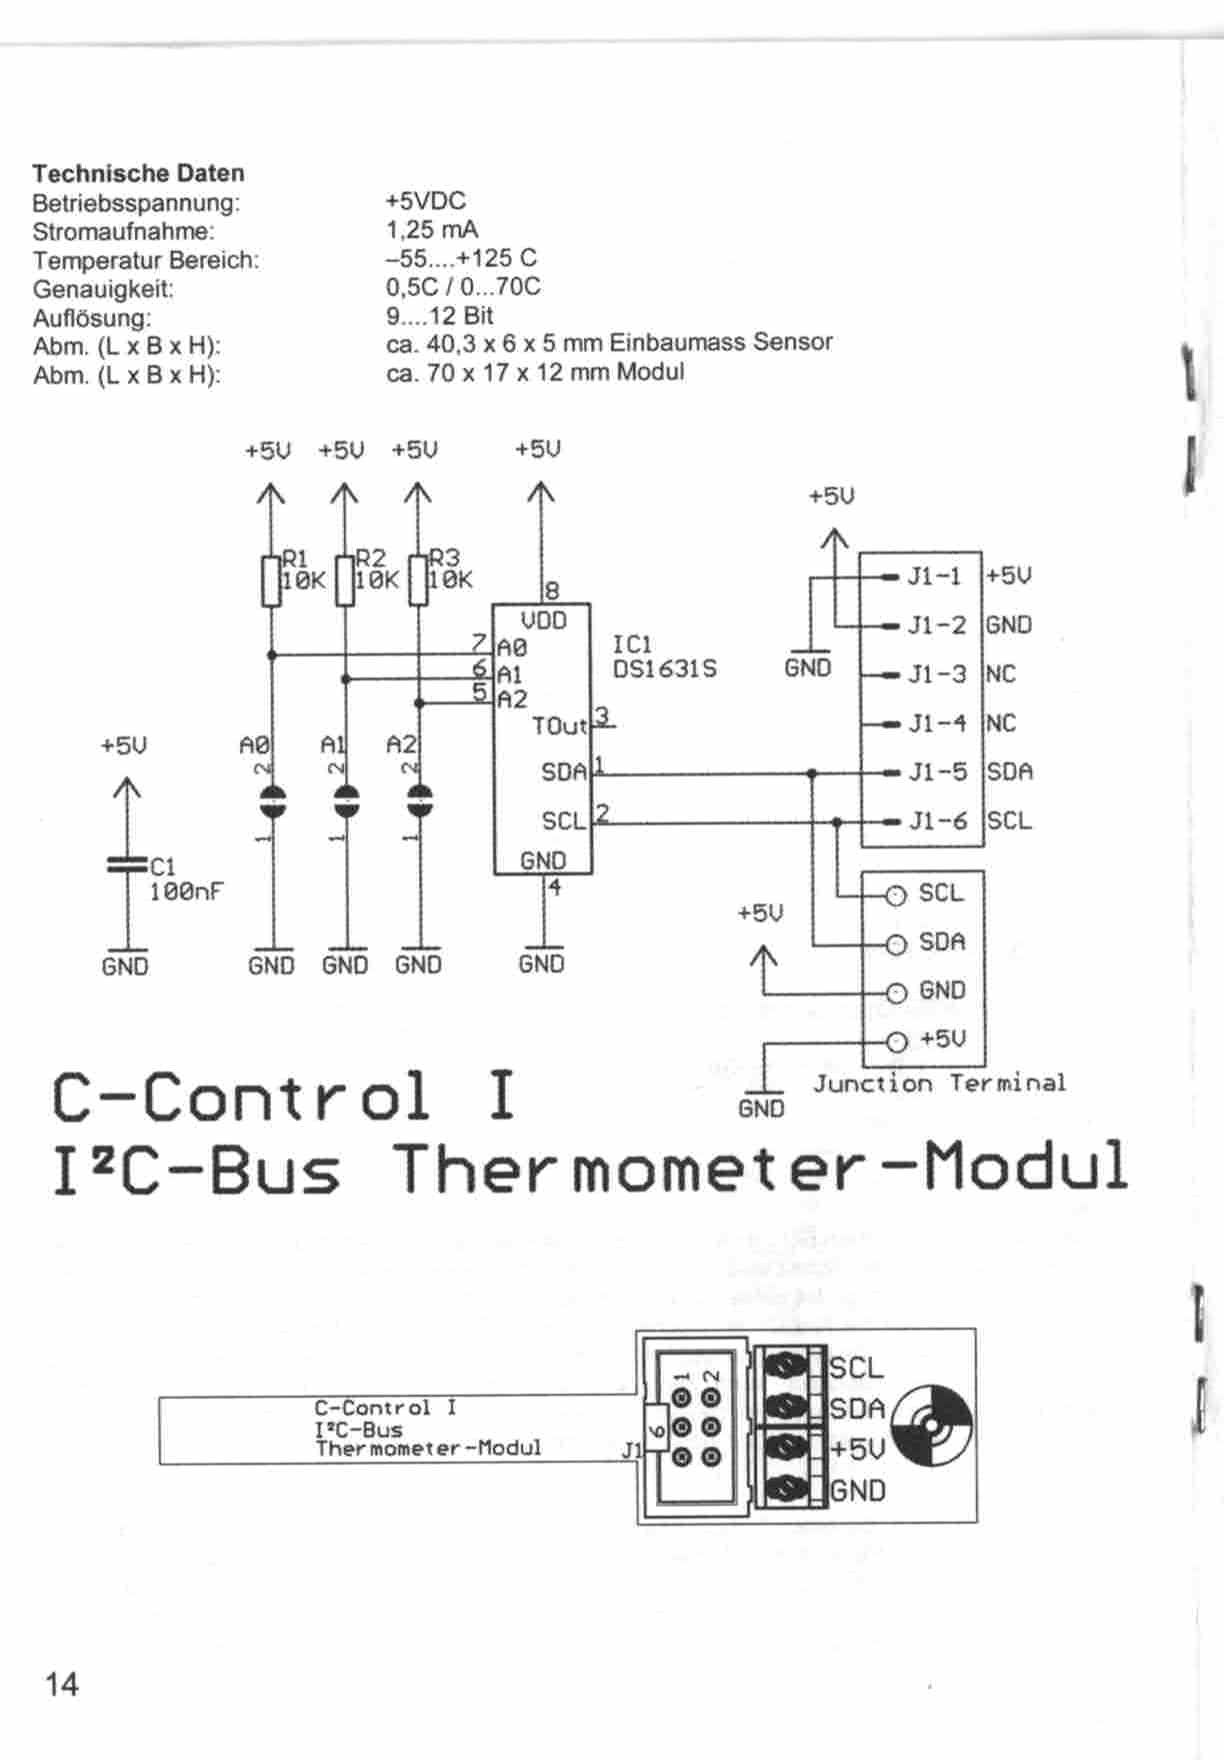 Technische Daten
Betriebsspannung: +5VDC
Stromaufnahme: 1,25 mA
Temperatur Bereich: –55....+125 C
Genauigkeit: 0,5C / 0...70C
Auflösung: 9....12 Bit
Abm. (L x B x H): ca. 40,3 x 6 x 5 mm Einbaumass Sensor
Abm. (L x B x H): ca. 70 x 17 x 12 mm Modul
+5V +5V +5V +5V
+5V
R1 R2 R3
10K 10K 10K
8
VDD
J1-1 +5V
J1-2 GND
J1-3 NC
J1-4 NC
J1-5 SDA
J1-6 SCL
GND
IC1
DS1631S
7 A0
6 A1
5 A2
TOut 3
SDA 1
SCL 2
GND
4
+5V
A0 A1 A2
2 2 2
1 1 1
C1
100nF
GND GND GND GND GND
+5V
SCL
SDA
GND
+5V
Junction Terminal
GND
C-Control I
I²C-Bus Thermometer-Modul
C-Control I
I²C-Bus
Thermometer-Modul
J1
1 2
6
SCL
SDA
+5V
GND
14